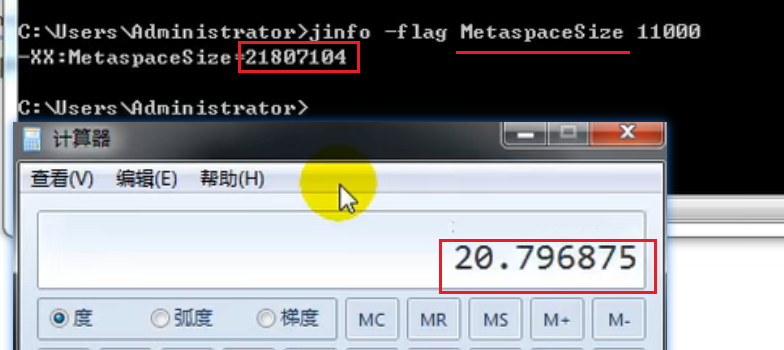 C:\Users\Administrator>jinfo -flag MetaspaceSize 11000
-XX:MetaspaceSize=21807104
C:\Users\Administrator>
计算器
查看(V) 编辑(E) 帮助(H)
20.796875
度 弧度 梯度 MC MR MS M+ M-